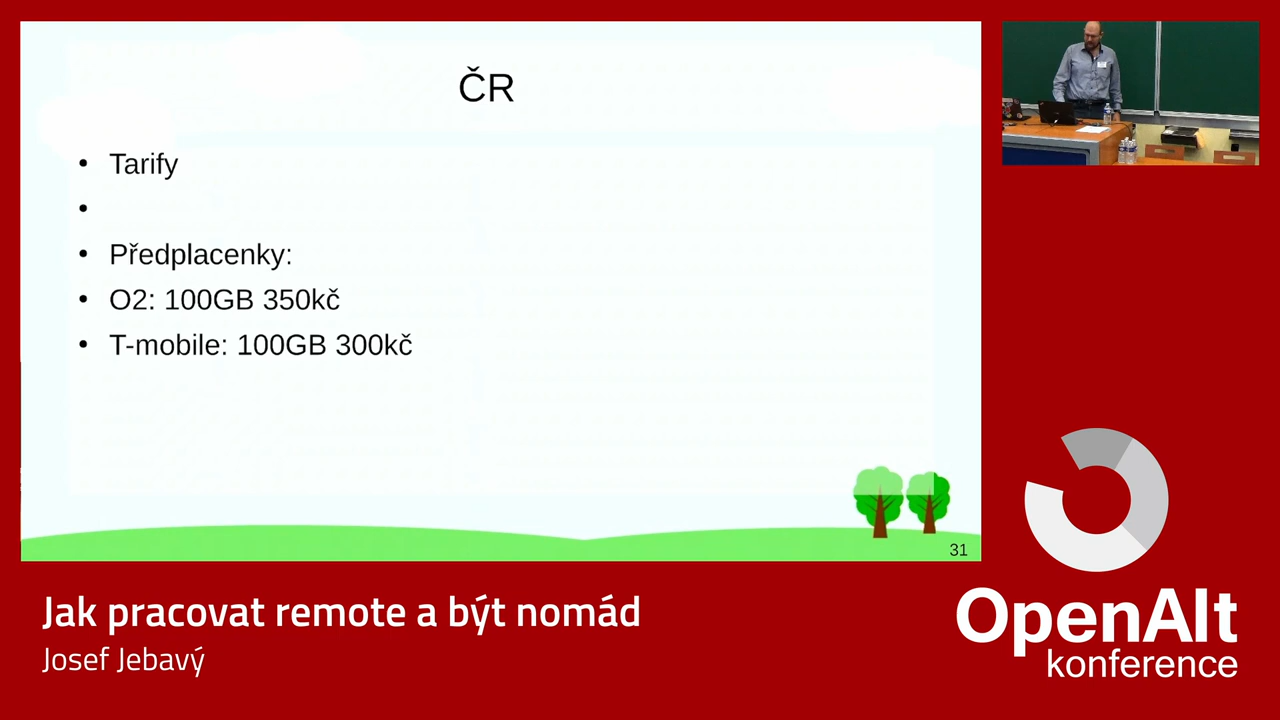 ČR
• Tarify
•
• Předplacenky:
• O2: 100GB 350kč
• T-mobile: 100GB 300kč
31
Jak pracovat remote a být nomád
Josef Jebavý
OpenAlt
konference